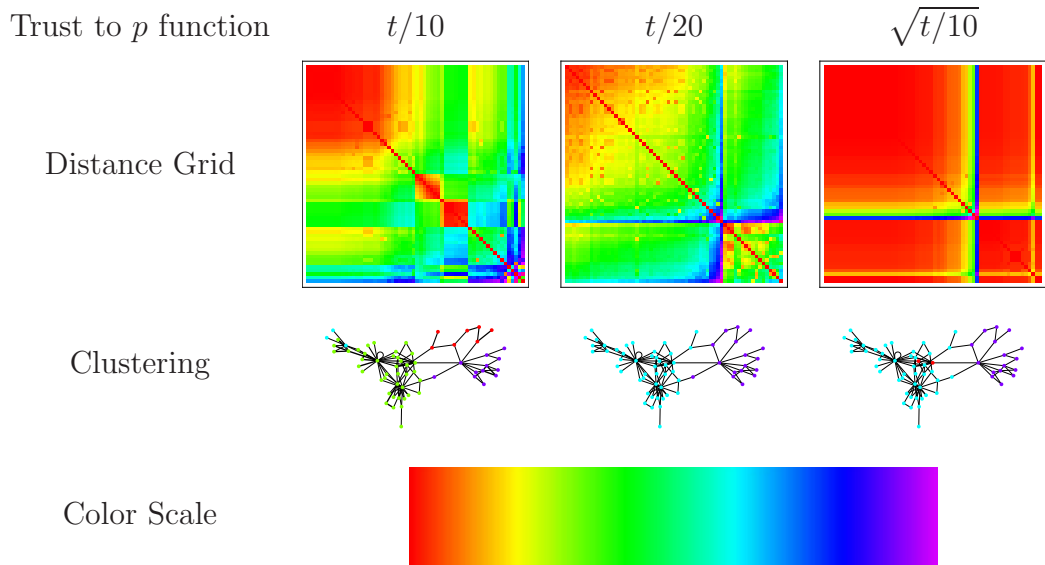 Trust to p function t/10 t/20 √t/10
Distance Grid
Clustering
Color Scale